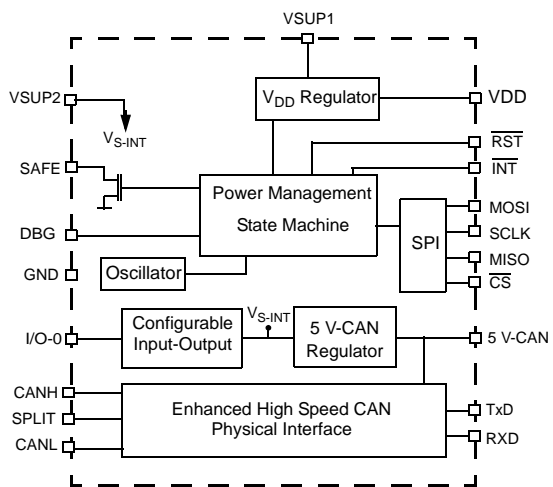 VSUP1
VSUP2
VDD Regulator
VDD
VS-INT
RST
SAFE
INT
Power Management
State Machine
MOSI
SPI
SCLK
DBG
MISO
GND
Oscillator
CS
I/O-0
Configurable
Input-Output
VS-INT
5 V-CAN
Regulator
5 V-CAN
CANH
SPLIT
CANL
Enhanced High Speed CAN
Physical Interface
TxD
RXD